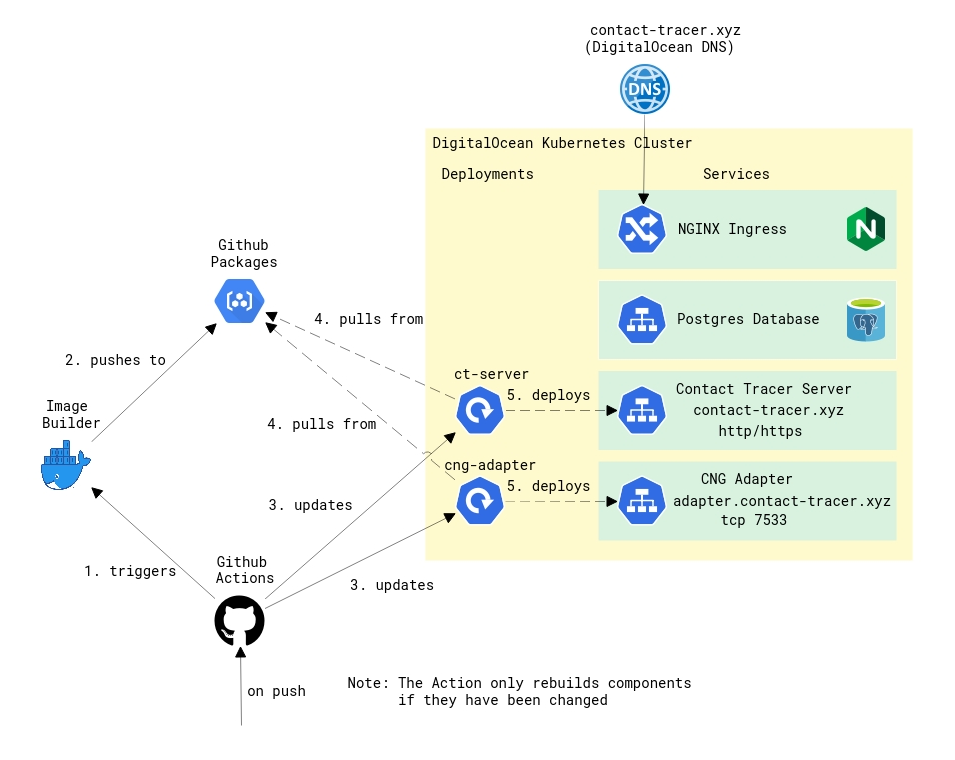 contact-tracer.xyz
(DigitalOcean DNS)
DNS
DigitalOcean Kubernetes Cluster
Deployments
Services
NGINX Ingress
N
Github
Packages
4. pulls from
Postgres Database
2. pushes to
ct-server
5. deploys
Contact Tracer Server
contact-tracer.xyz
http/https
Image
Builder
4. pulls from
cng-adapter
5. deploys
CNG Adapter
adapter.contact-tracer.xyz
tcp 7533
3. updates
Github
Actions
1. triggers
3. updates
on push
Note: The Action only rebuilds components
if they have been changed